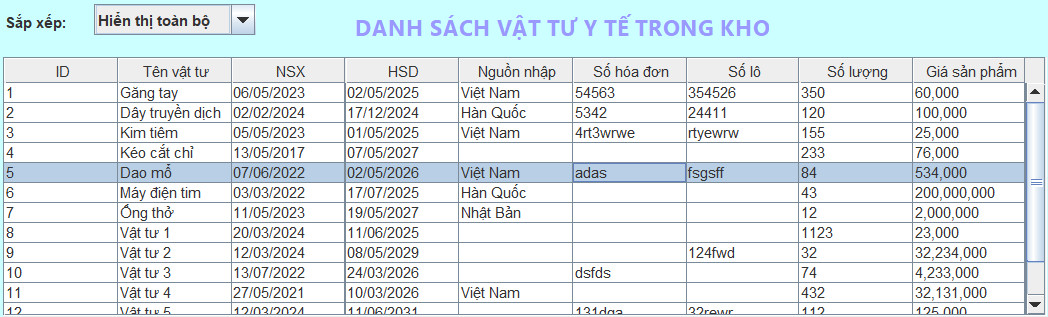 Sắp xếp: Hiển thị toàn bộ DANH SÁCH VẬT TƯ Y TẾ TRONG KHO
ID Tên vật tư NSX HSD Nguồn nhập Số hóa đơn Số lô Số lượng Giá sản phẩm
1 Găng tay 06/05/2023 02/05/2025 Việt Nam 54563 354526 350 60,000
2 Dây truyền dịch 02/02/2024 17/12/2024 Hàn Quốc 5342 24411 120 100,000
3 Kim tiêm 05/05/2023 01/05/2025 Việt Nam 4rt3wrwe rtyewrw 155 25,000
4 Kéo cắt chỉ 13/05/2017 07/05/2027 233 76,000
5 Dao mổ 07/06/2022 02/05/2026 Việt Nam adas fsgsff 84 534,000
6 Máy điện tim 03/03/2022 17/07/2025 Hàn Quốc 43 200,000,000
7 Ống thở 11/05/2023 19/05/2027 Nhật Bản 12 2,000,000
8 Vật tư 1 20/03/2024 11/06/2025 1123 23,000
9 Vật tư 2 12/03/2024 08/05/2029 124fwd 32 32,234,000
10 Vật tư 3 13/07/2022 24/03/2026 dsfds 74 4,233,000
11 Vật tư 4 27/05/2021 10/03/2026 Việt Nam 432 32,131,000
12 Vật tư 5 12/03/2024 11/06/2031 131dga 32rewr 112 125,000